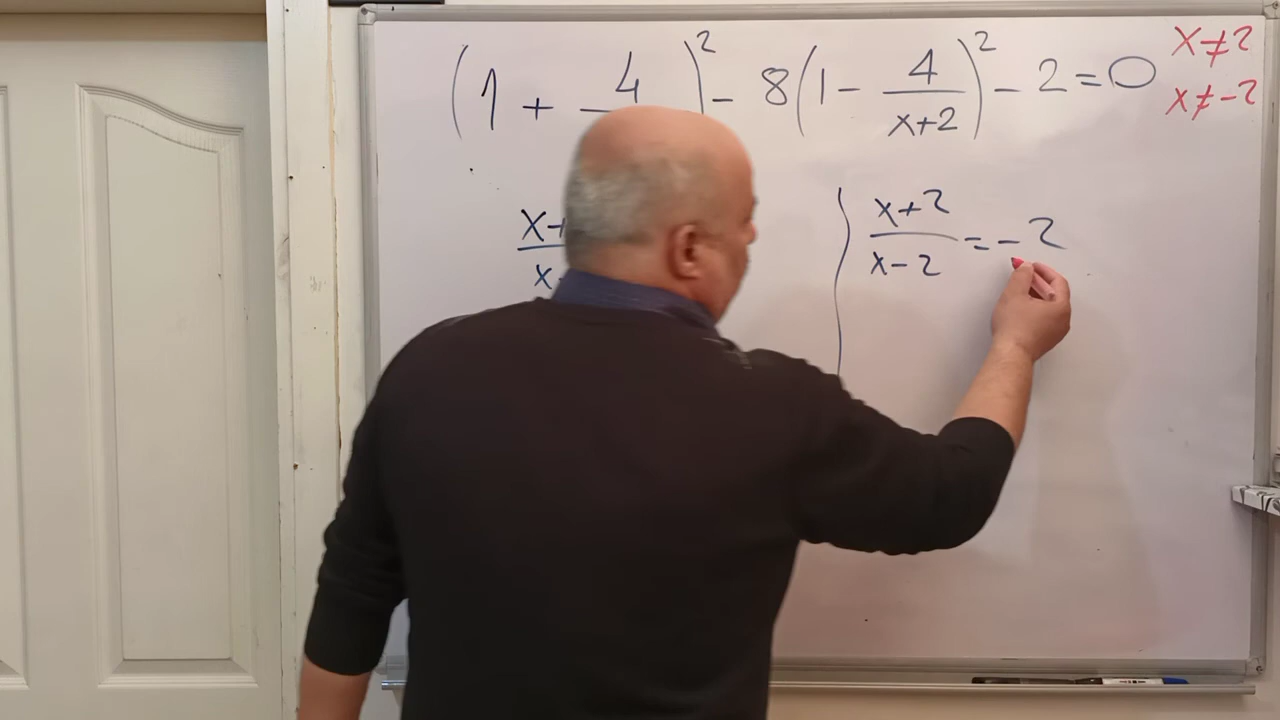 (1 + 4 )² - 8(1 - 4/(x+2))² - 2 = 0
x≠2
x≠-2
x+
x
(x+2)/(x-2) = -2